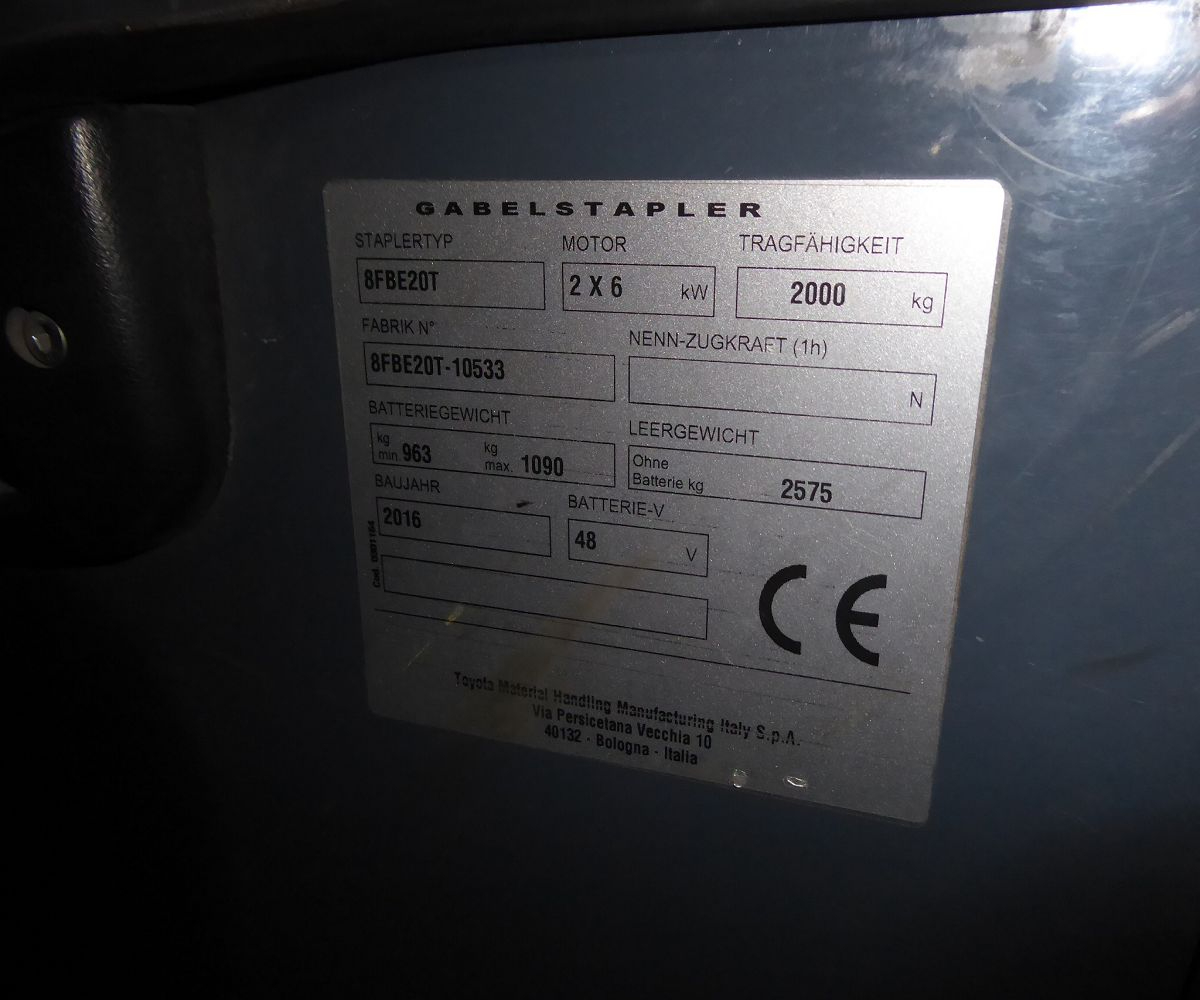 GABELSTAPLER
STAPLERTYP MOTOR TRAGFÄHIGKEIT
8FBE20T 2 X 6 kW 2000 kg
FABRIK N° NENN-ZUGKRAFT (1h)
8FBE20T-10533 N
BATTERIEGEWICHT LEERGEWICHT
kg min. 963 kg max. 1090 Ohne Batterie kg 2575
BAUJAHR BATTERIE-V
2016 48 V
Cod. 0301164
CE
Toyota Material Handling Manufacturing Italy S.p.A.
Via Persicetana Vecchia 10
40132 - Bologna - Italia